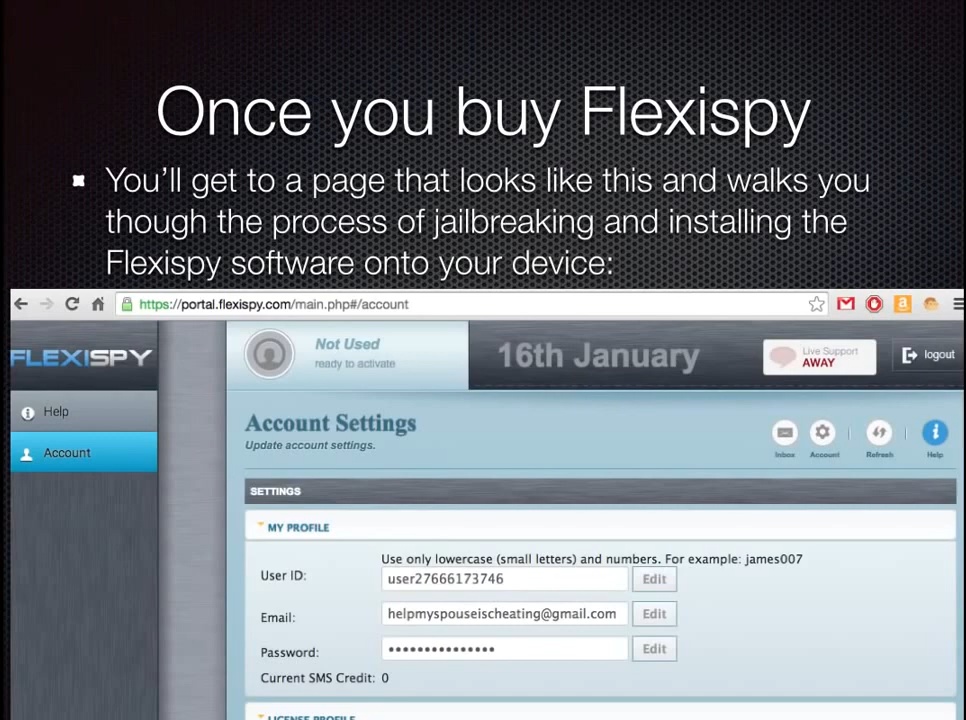 Once you buy Flexispy
You'll get to a page that looks like this and walks you
though the process of jailbreaking and installing the
Flexispy software onto your device:
https://portal.flexispy.com/main.php#/account
FLEXISPY
Not Used
ready to activate
16th January
Live Support
AWAY
logout
Help
Account
Account Settings
Update account settings.
Inbox Account Refresh Help
SETTINGS
MY PROFILE
Use only lowercase (small letters) and numbers. For example: james007
User ID: user27666173746 Edit
Email: helpmyspouseischeating@gmail.com Edit
Password: ••••••••••••••• Edit
Current SMS Credit: 0
LICENSE PROFILE